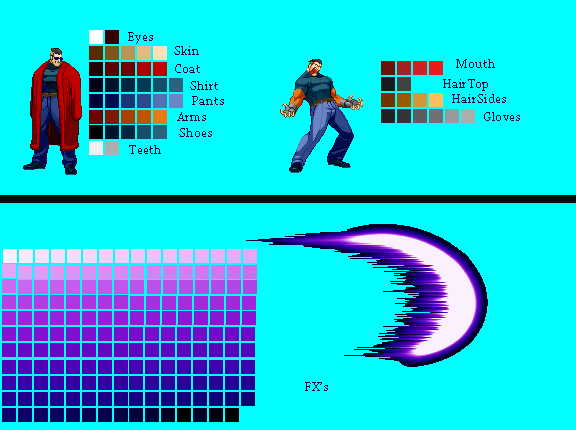 Eyes
Skin
Coat
Shirt
Pants
Arms
Shoes
Teeth
Mouth
HairTop
HairSides
Gloves
FX's